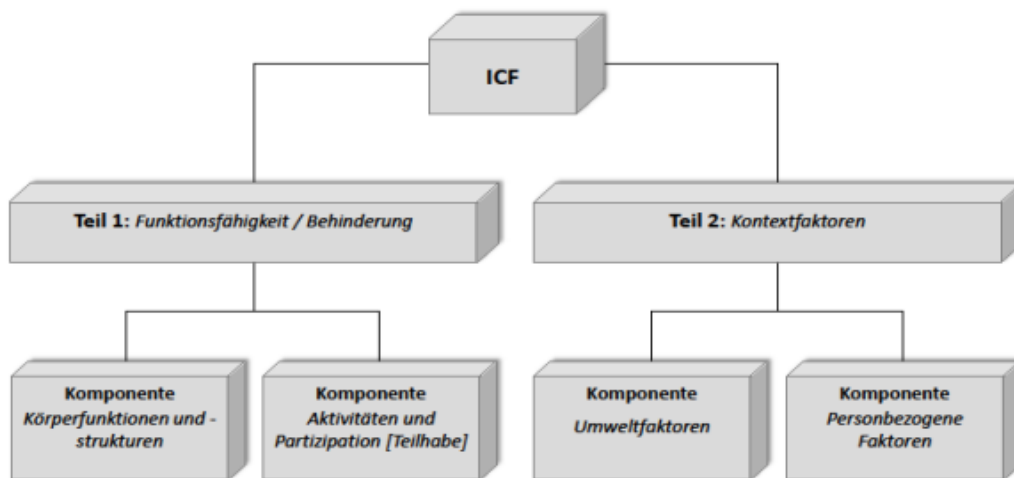 ICF
Teil 1: Funktionsfähigkeit / Behinderung
Teil 2: Kontextfaktoren
Komponente
Körperfunktionen und -
strukturen
Komponente
Aktivitäten und
Partizipation [Teilhabe]
Komponente
Umweltfaktoren
Komponente
Personbezogene
Faktoren